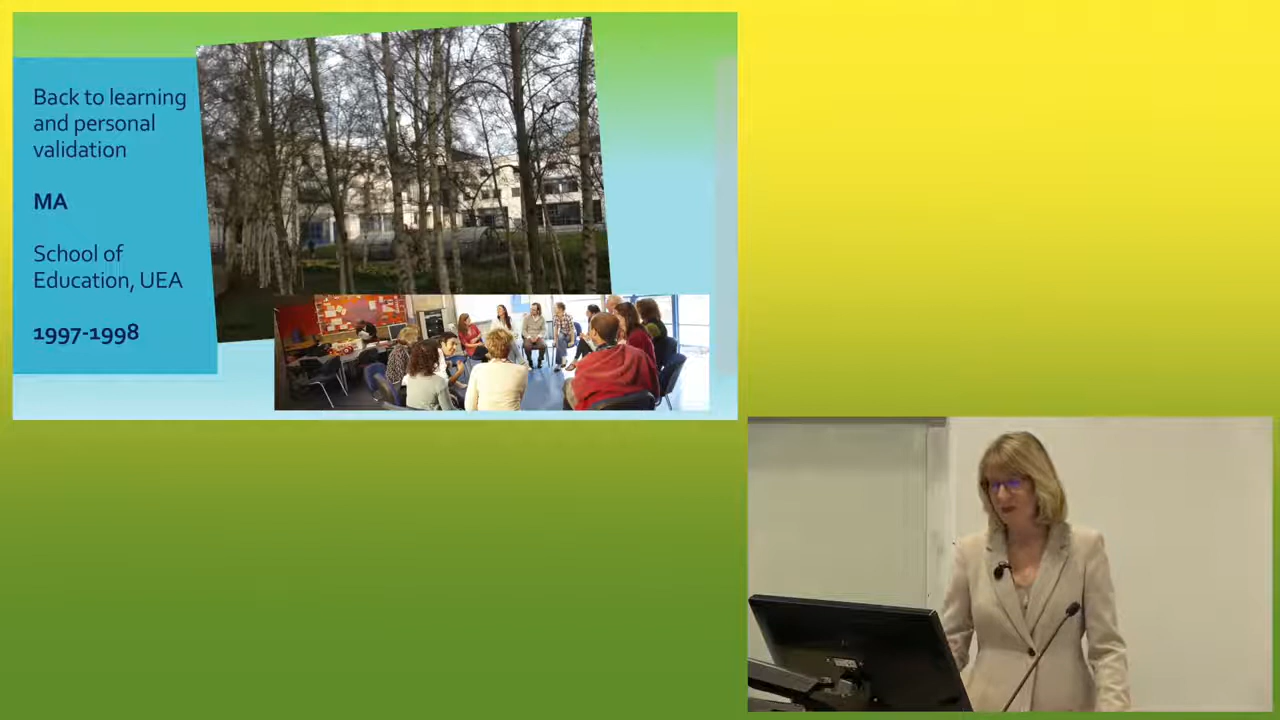 Back to learning
and personal
validation
MA
School of
Education, UEA
1997-1998